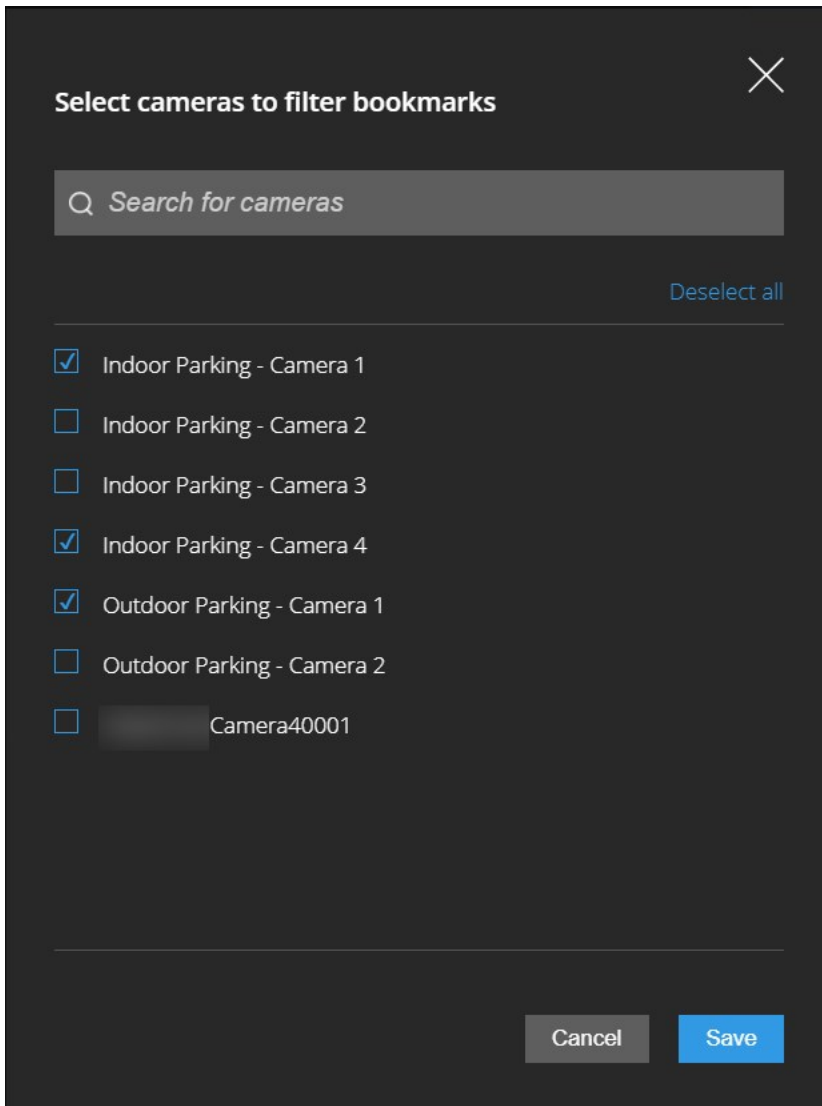 Select cameras to filter bookmarks
Search for cameras
Deselect all
Indoor Parking - Camera 1
Indoor Parking - Camera 2
Indoor Parking - Camera 3
Indoor Parking - Camera 4
Outdoor Parking - Camera 1
Outdoor Parking - Camera 2
Camera40001
Cancel
Save